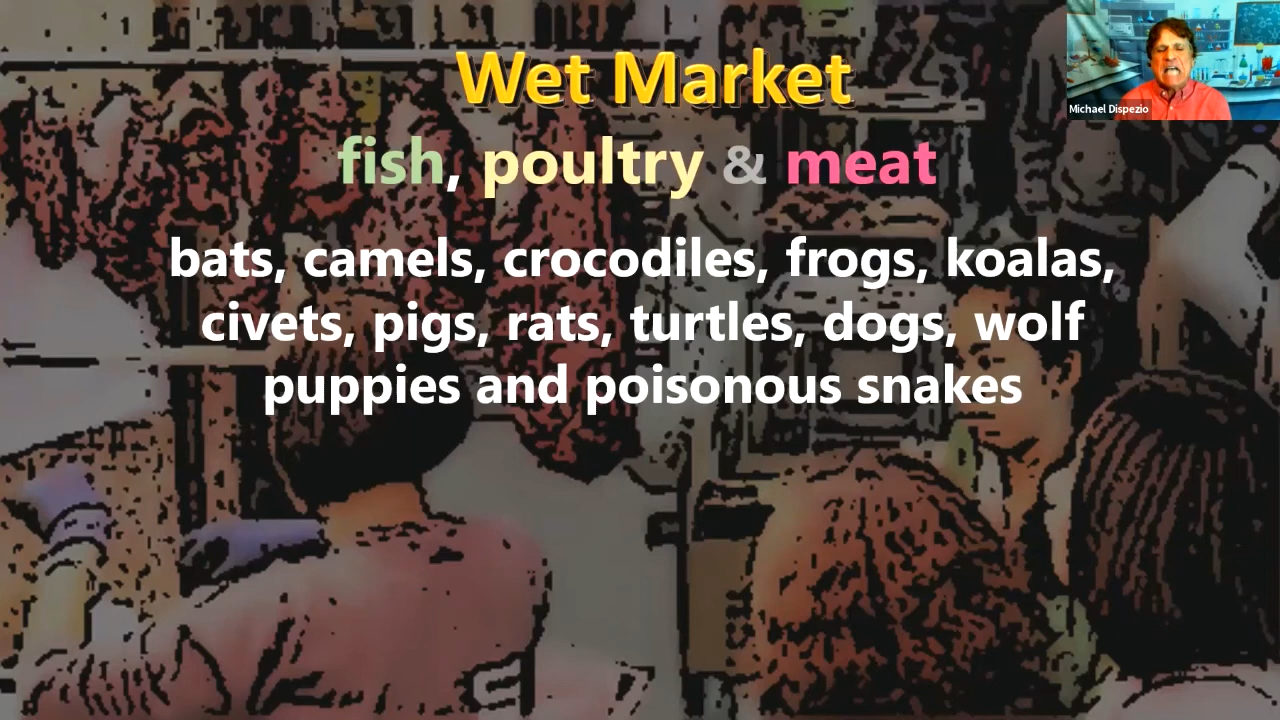 Wet Market
Michael Dispezio
fish, poultry & meat
bats, camels, crocodiles, frogs, koalas,
civets, pigs, rats, turtles, dogs, wolf
puppies and poisonous snakes